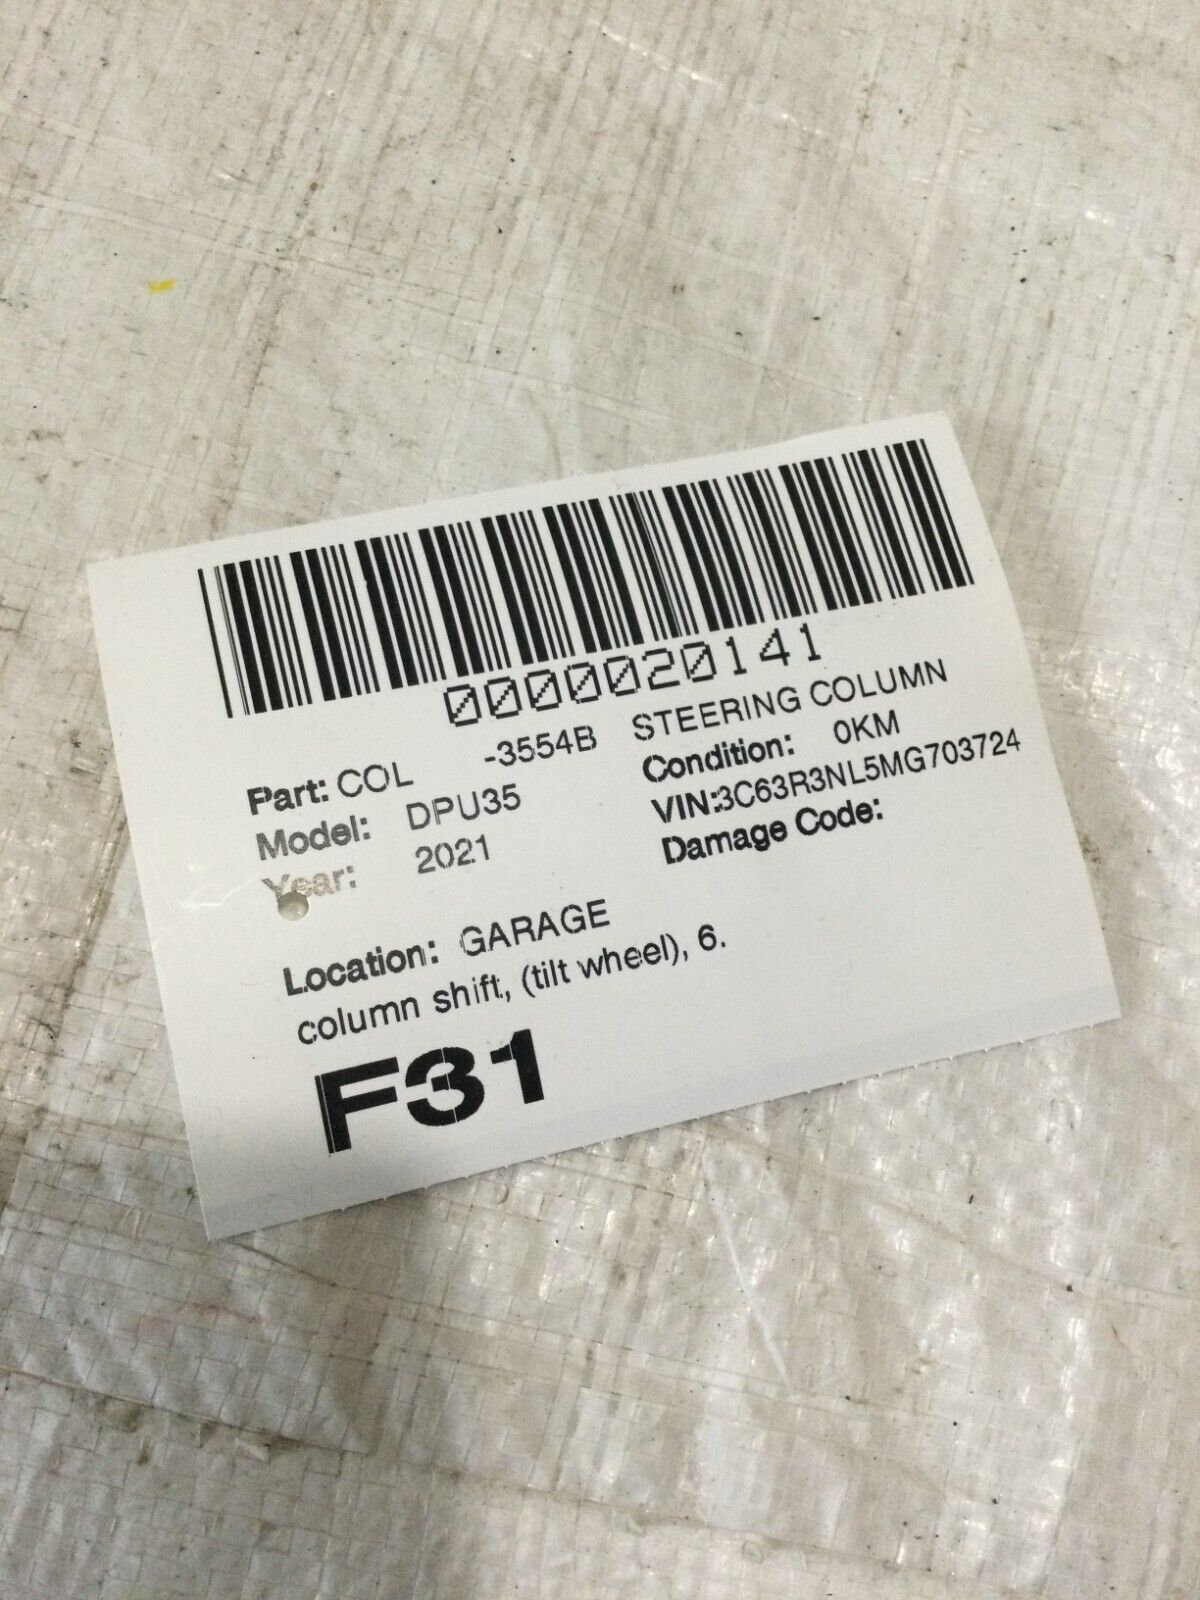 0000020141
Part: COL -3554B STEERING COLUMN
Model: DPU35 Condition: 0KM
Year: 2021 VIN:3C63R3NL5MG703724
Damage Code:
Location: GARAGE
column shift, (tilt wheel), 6.
F31